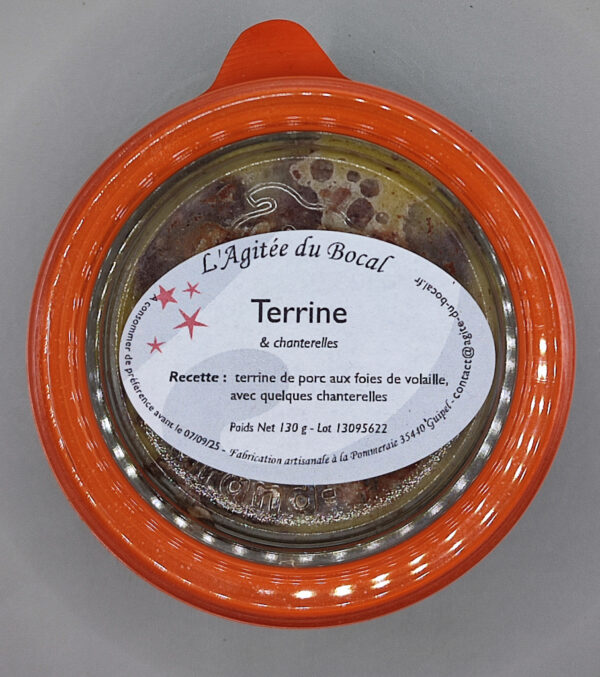 L'Agitée du Bocal
Terrine
& chanterelles
Recette : terrine de porc aux foies de volaille,
avec quelques chanterelles
Poids Net 130 g - Lot 13095622
A consommer de préférence avant le 07/09/25 - Fabrication artisanale à la Pommeraie 35440 Guipel - contact@agite-du-bocal.fr